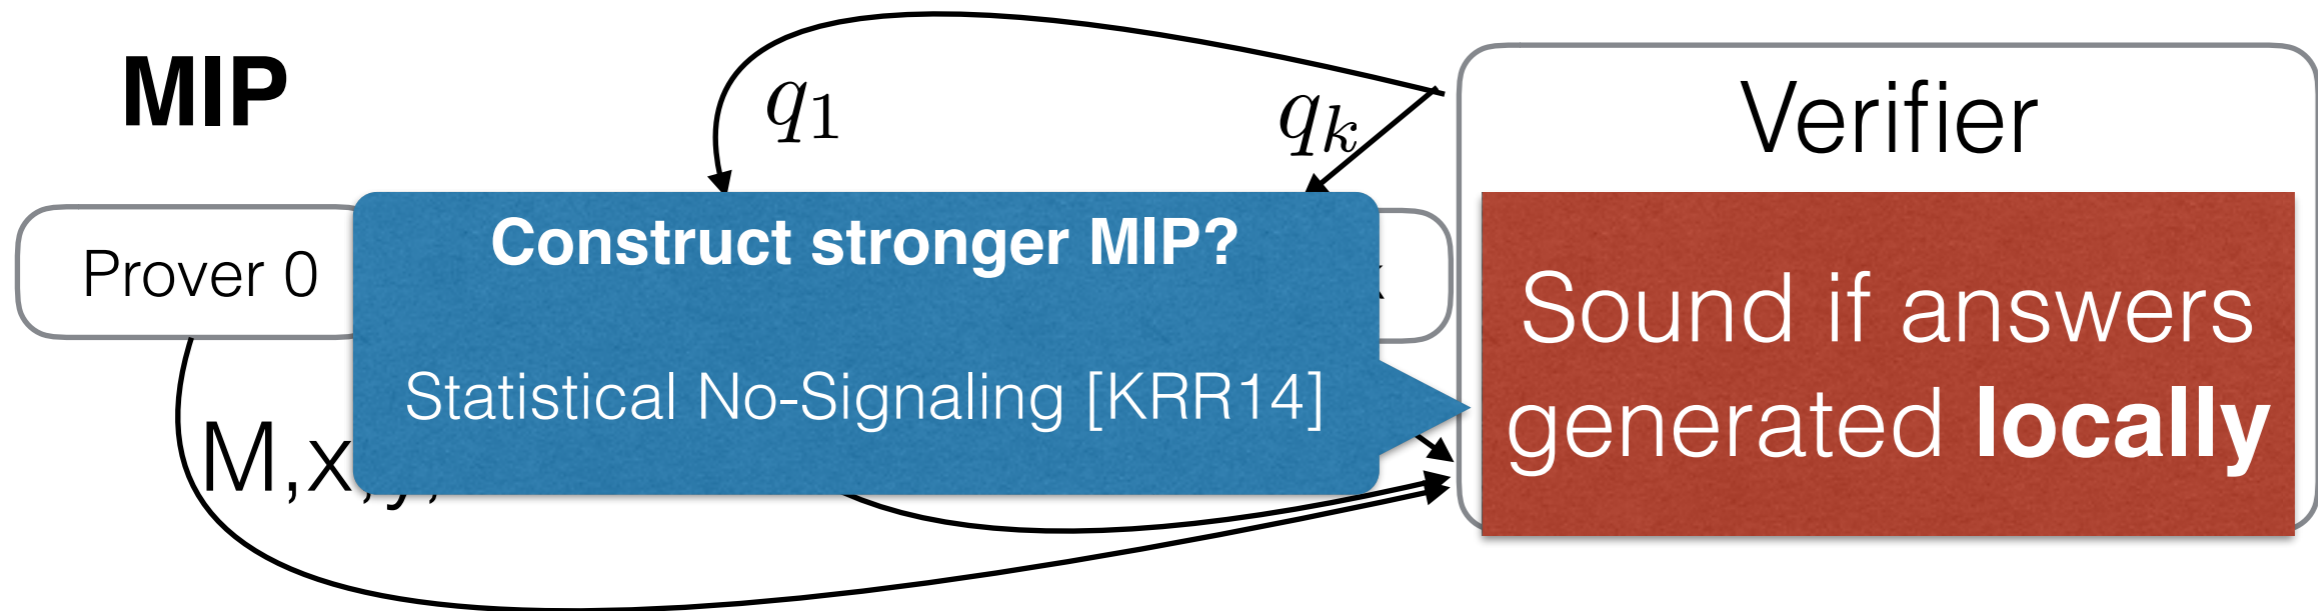 MIP
q1
qk
Verifier
Prover 0
Construct stronger MIP?
Statistical No-Signaling [KRR14]
Sound if answers
generated locally
M,x,y,